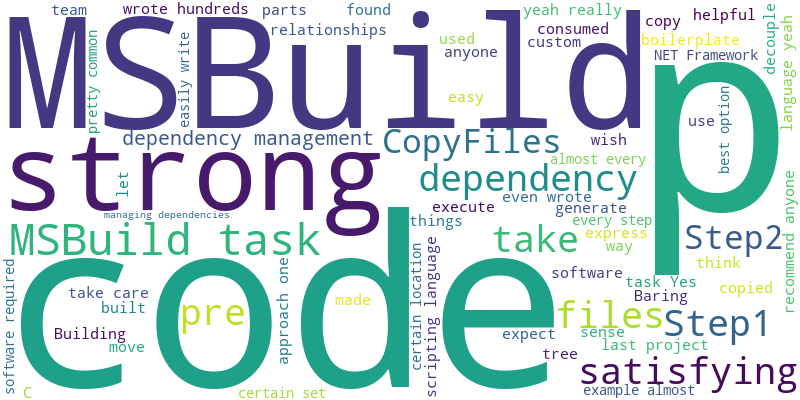 team
wrote hundreds
parts
found
yeah really
copy
helpful
MSBuild
p
relationships
used
consumed
boilerplate
decouple
language yeah
pretty common
easily write
anyone
custom
NET Framework
easy
use
best option
dependency management
CopyFiles
wish
strong
almost every
let
dependency
even wrote
recommend anyone
managing dependencies
execute
generate
things
every step
MSBuild task
take
express
Step2
way
code
certain location
scripting language
think
software required
approach one
software
task Yes
take care
made
Baring
copied
built
pre
files
Step1
Building
expect
sense
move
tree
last project
satisfying
C
certain set
example almost